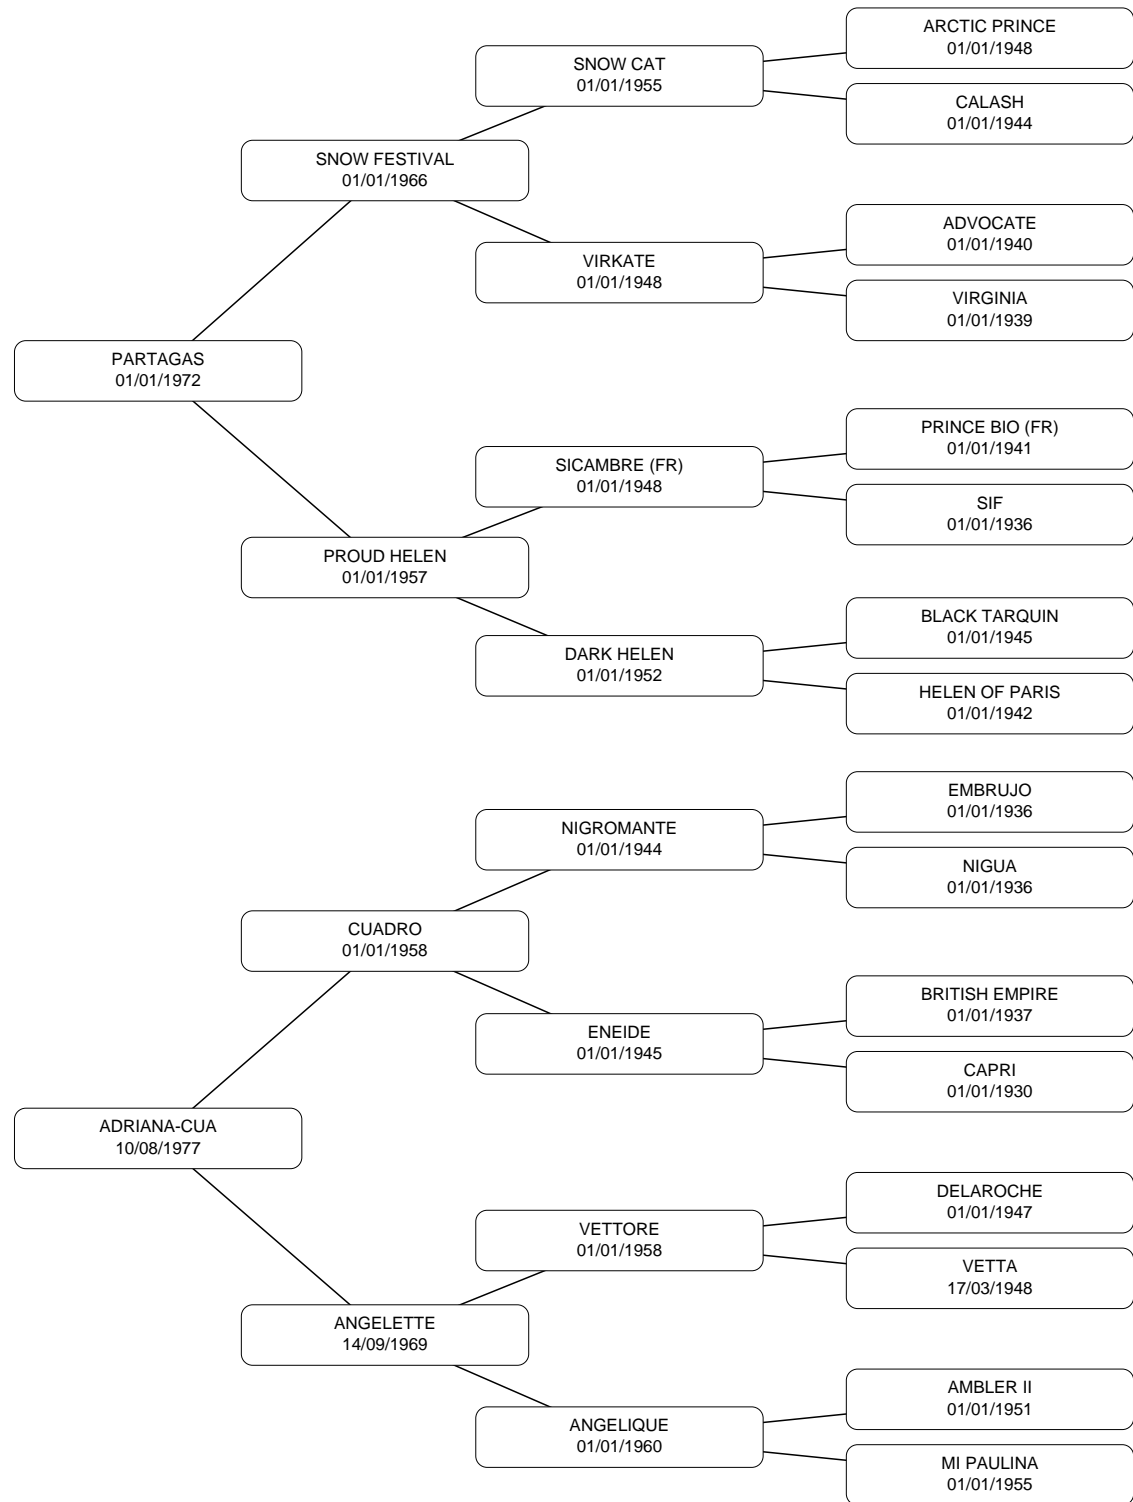 ARCTIC PRINCE
01/01/1948
SNOW CAT
01/01/1955
CALASH
01/01/1944
SNOW FESTIVAL
01/01/1966
ADVOCATE
01/01/1940
VIRKATE
01/01/1948
VIRGINIA
01/01/1939
PARTAGAS
01/01/1972
PRINCE BIO (FR)
01/01/1941
SICAMBRE (FR)
01/01/1948
SIF
01/01/1936
PROUD HELEN
01/01/1957
BLACK TARQUIN
01/01/1945
DARK HELEN
01/01/1952
HELEN OF PARIS
01/01/1942
EMBRUJO
01/01/1936
NIGROMANTE
01/01/1944
NIGUA
01/01/1936
CUADRO
01/01/1958
BRITISH EMPIRE
01/01/1937
ENEIDE
01/01/1945
CAPRI
01/01/1930
ADRIANA-CUA
10/08/1977
DELAROCHE
01/01/1947
VETTORE
01/01/1958
VETTA
17/03/1948
ANGELETTE
14/09/1969
AMBLER II
01/01/1951
ANGELIQUE
01/01/1960
MI PAULINA
01/01/1955